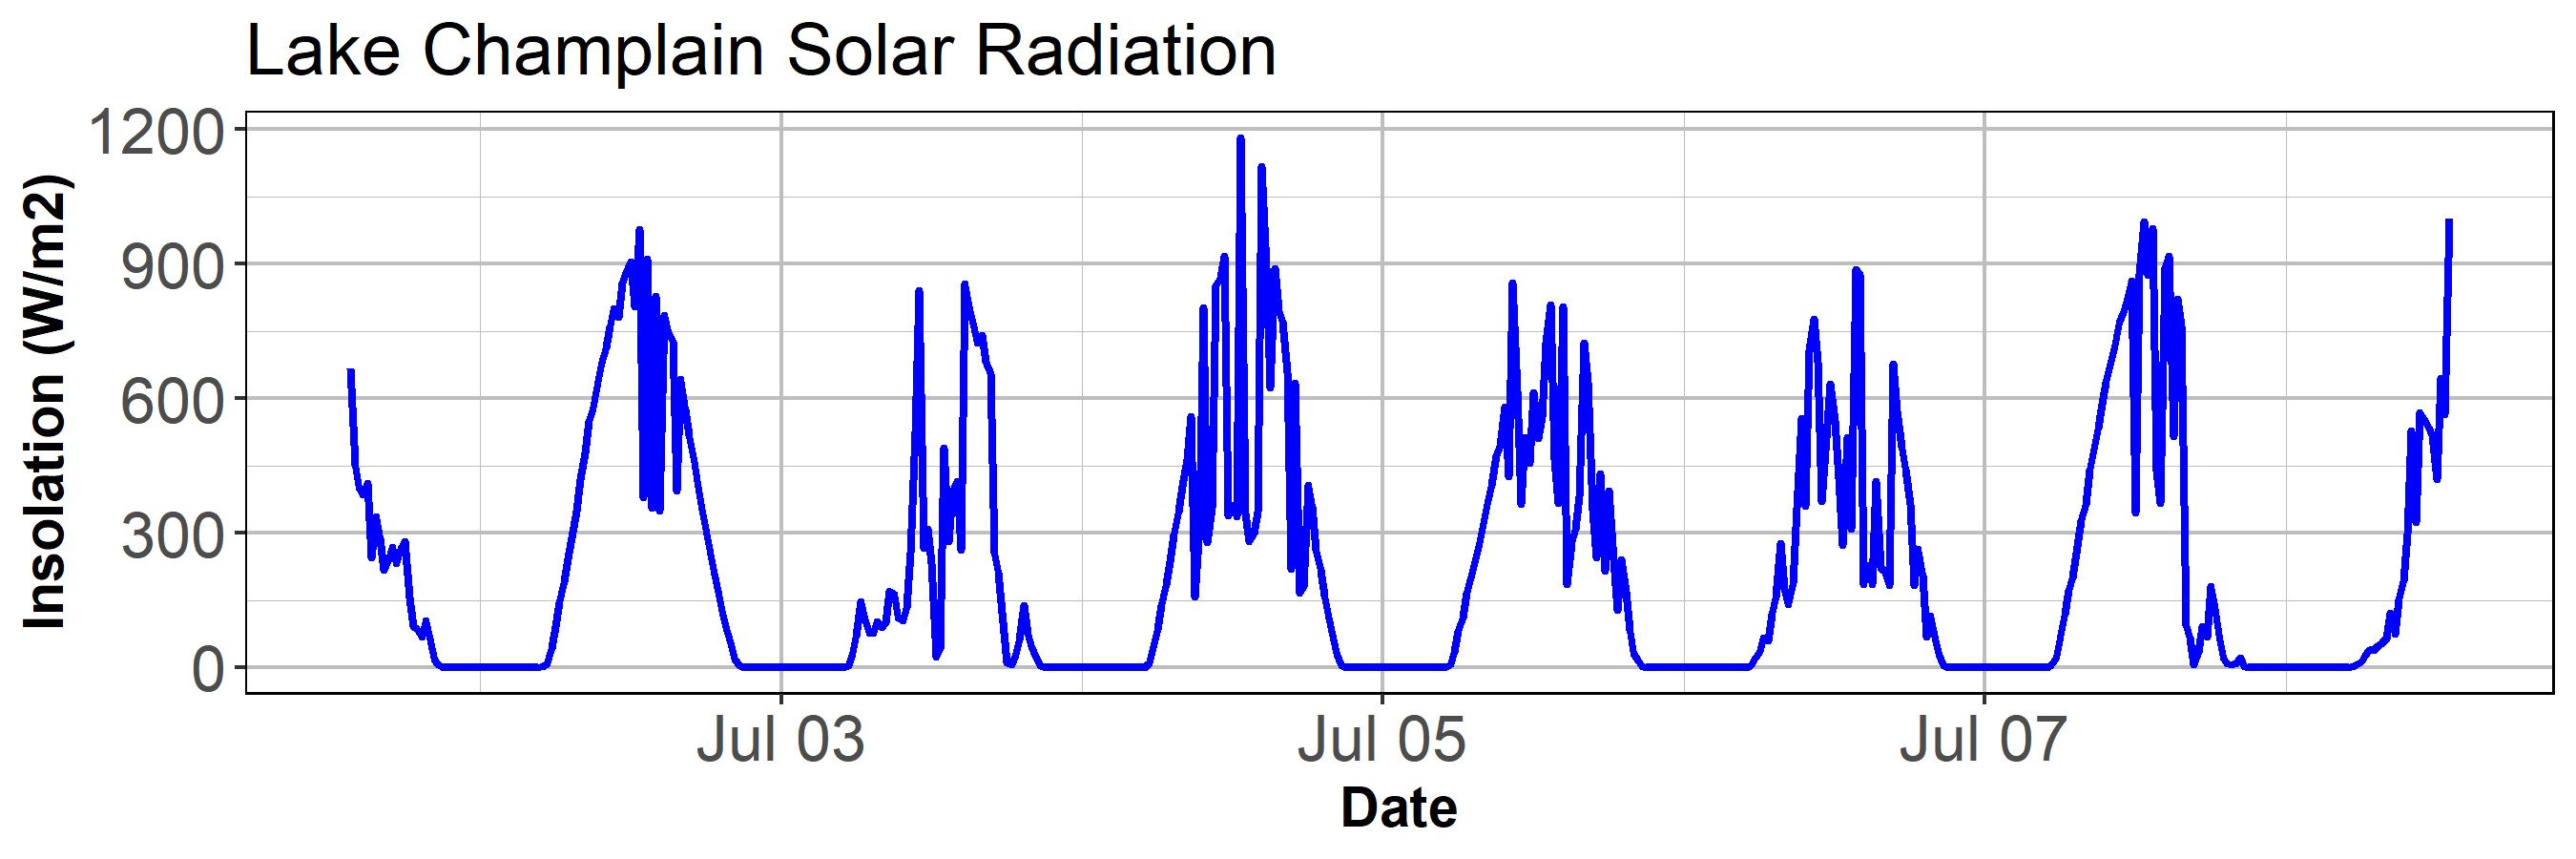 Lake Champlain Solar Radiation
Insolation (W/m2)
1200
900
600
300
0
Jul 03
Jul 05
Jul 07
Date